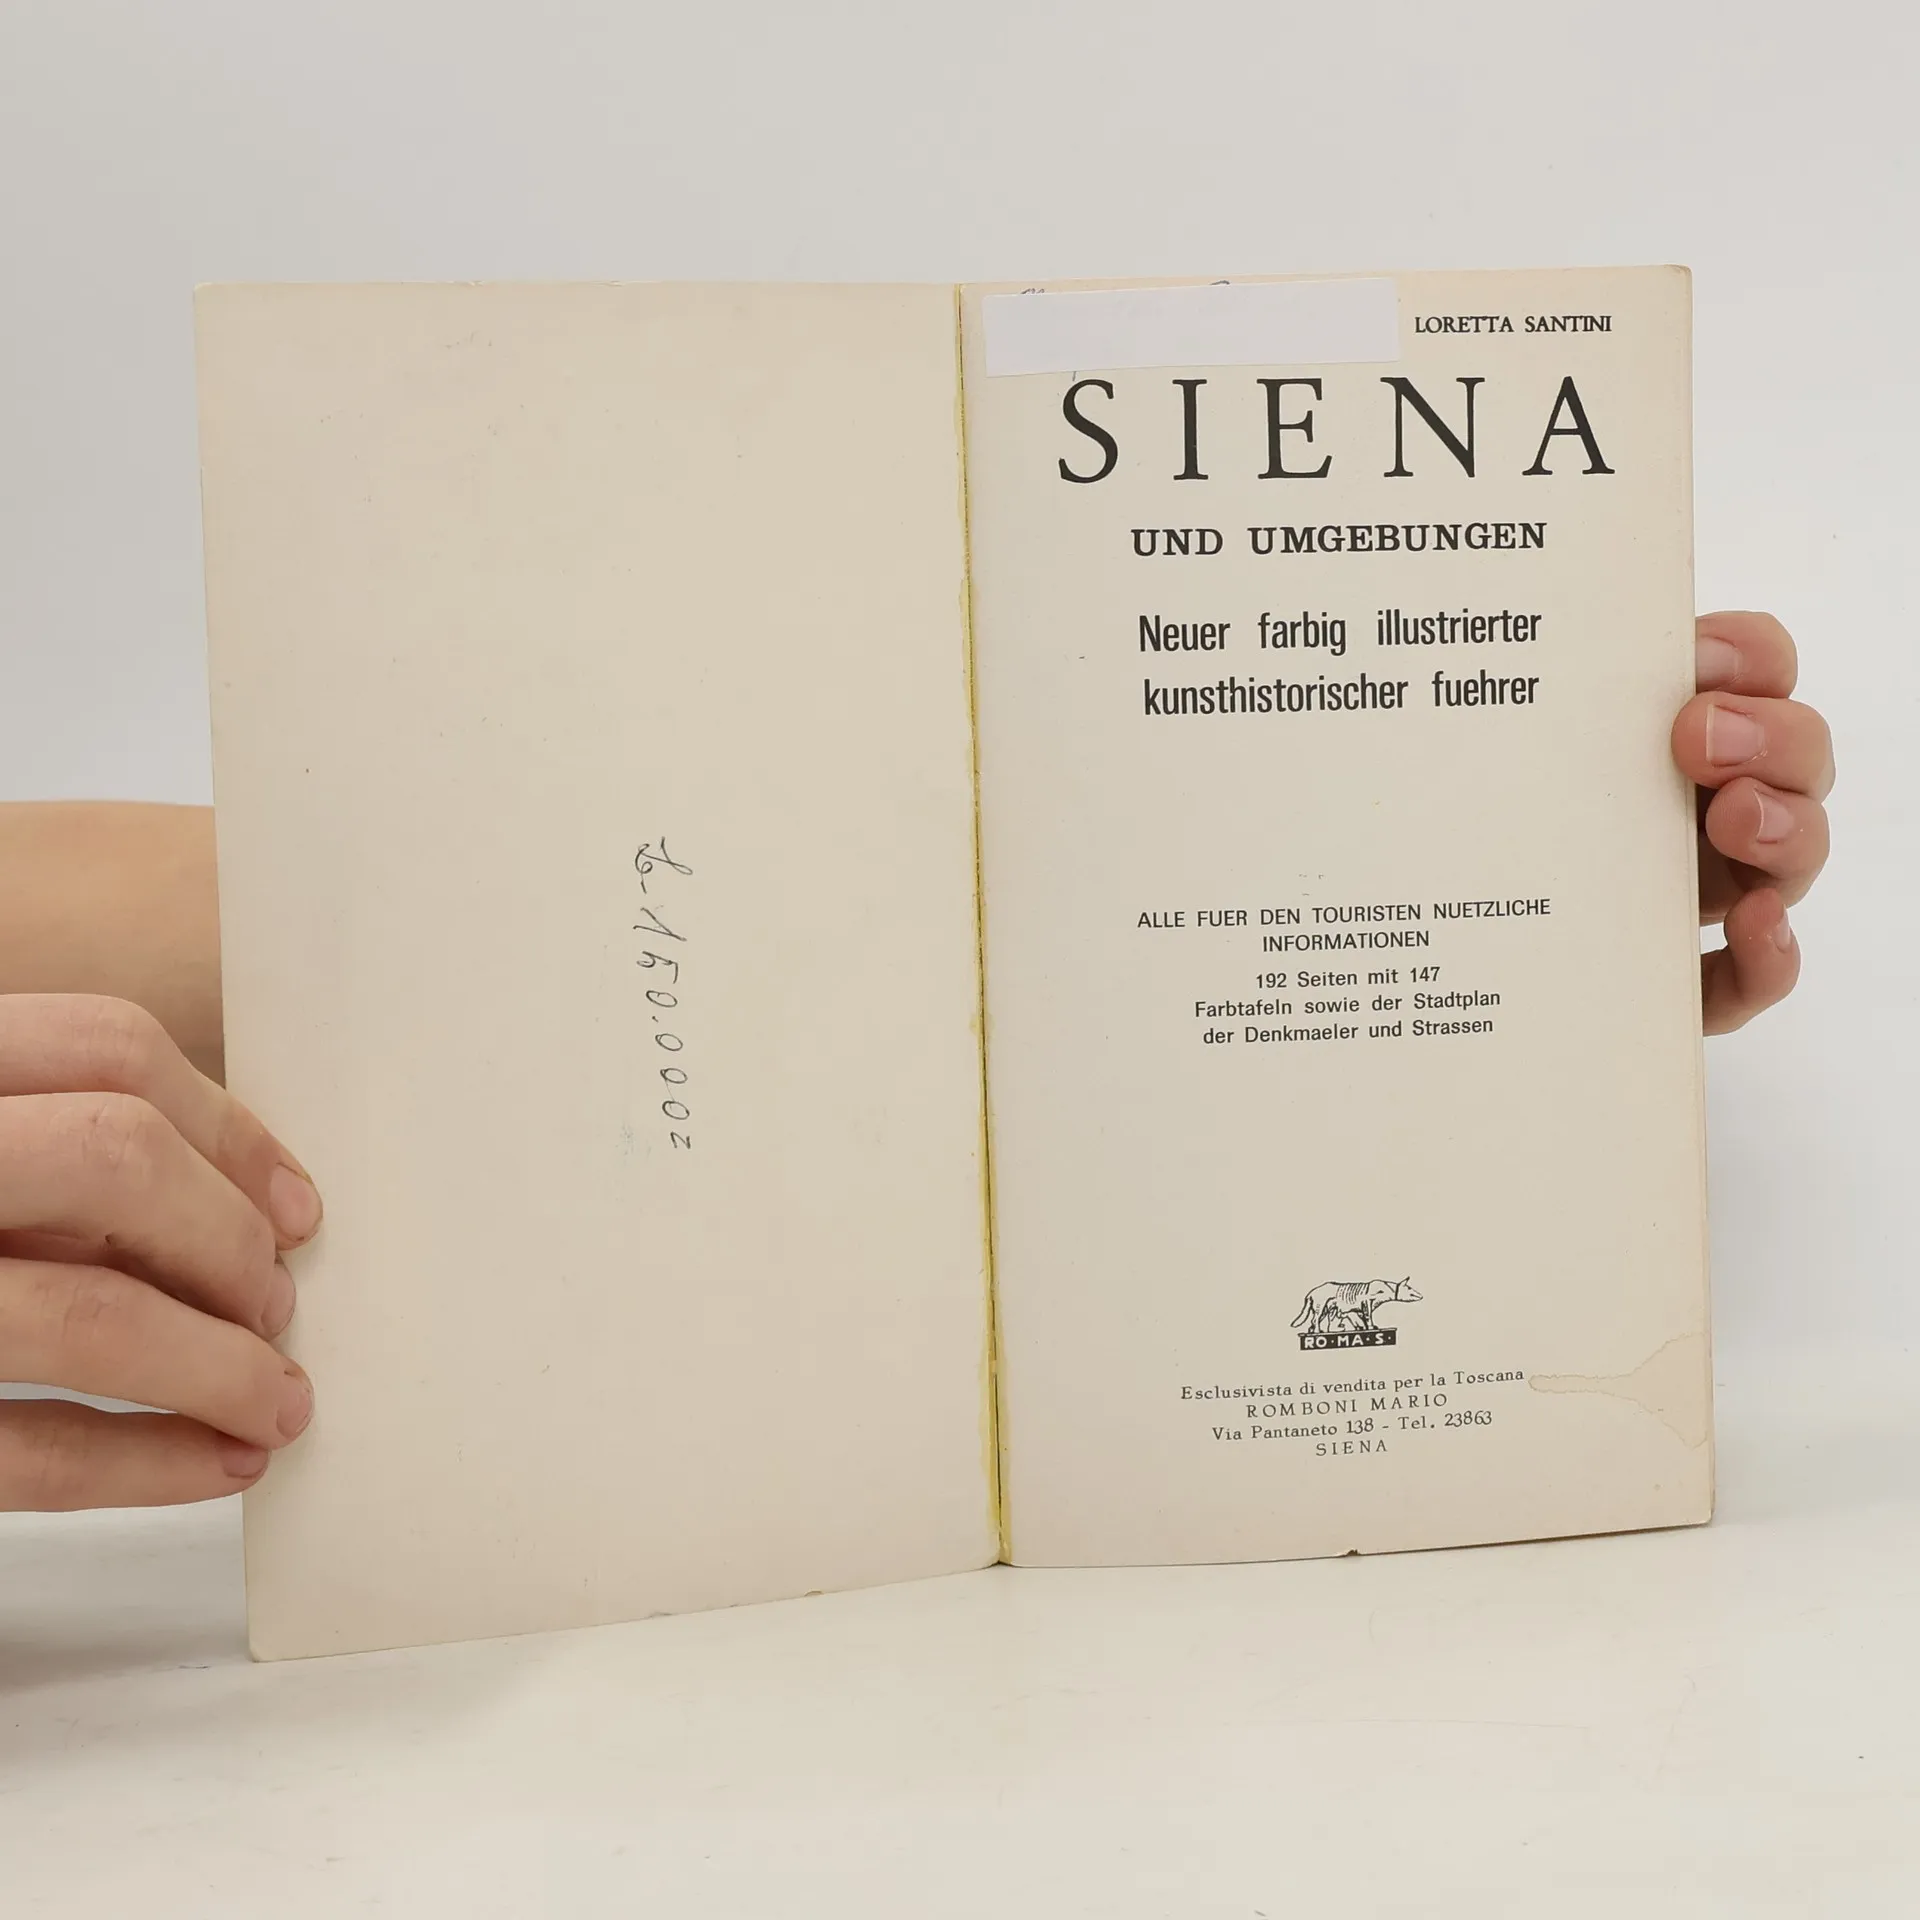 LORETTA SANTINI
SIENA
UND UMGEBUNGEN
Neuer farbig illustrierter
kunsthistorischer fuehrer
ALLE FUER DEN TOURISTEN NUETZLICHE
INFORMATIONEN
192 Seiten mit 147
Farbtafeln sowie der Stadtplan
der Denkmaeler und Strassen
RO·MA·S·
Esclusivista di vendita per la Toscana
ROMBONI MARIO
Via Pantaneto 138 - Tel. 23863
SIENA